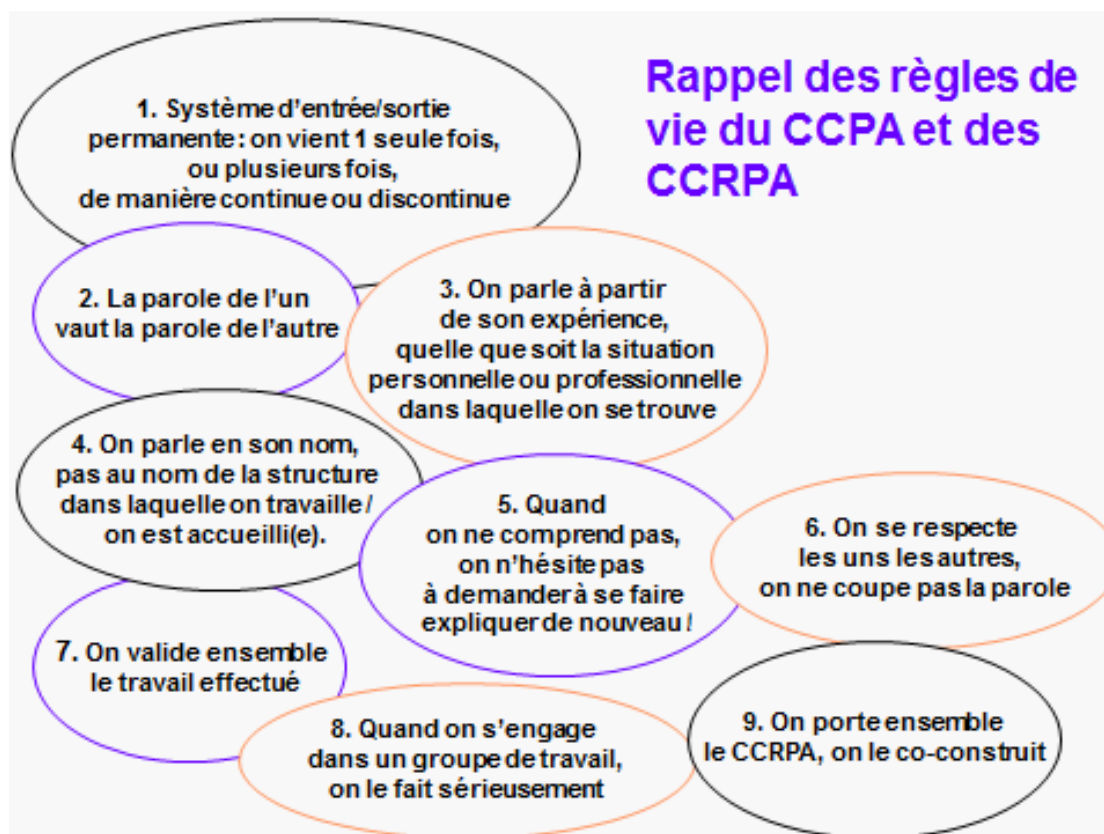 Rappel des règles de
vie du CCPA et des
CCRPA
1. Système d'entrée/sortie
permanente : on vient 1 seule fois,
ou plusieurs fois,
de manière continue ou discontinue
2. La parole de l'un
vaut la parole de l'autre
3. On parle à partir
de son expérience,
quelle que soit la situation
personnelle ou professionnelle
dans laquelle on se trouve
4. On parle en son nom,
pas au nom de la structure
dans laquelle on travaille /
on est accueilli(e).
5. Quand
on ne comprend pas,
on n'hésite pas
à demander à se faire
expliquer de nouveau !
6. On se respecte
les uns les autres,
on ne coupe pas la parole
7. On valide ensemble
le travail effectué
8. Quand on s'engage
dans un groupe de travail,
on le fait sérieusement
9. On porte ensemble
le CCRPA, on le co-construit